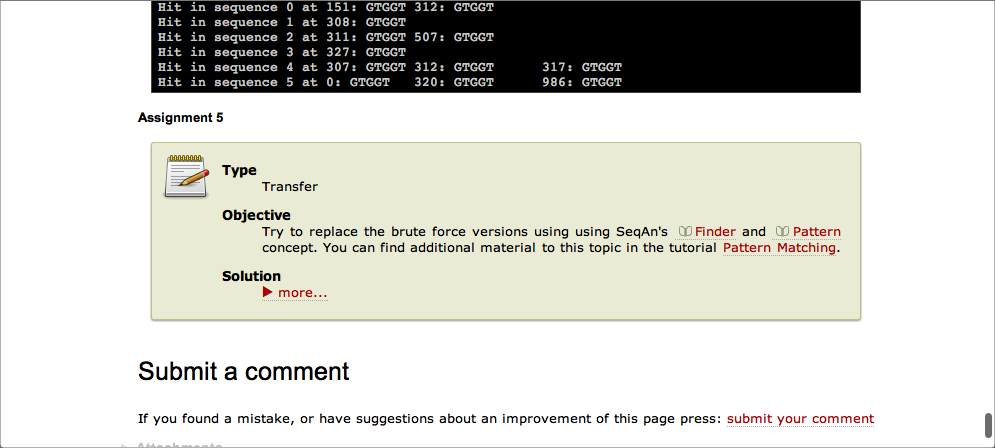 Hit in sequence 0 at 151: GTGGT 312: GTGGT
Hit in sequence 1 at 308: GTGGT
Hit in sequence 2 at 311: GTGGT 507: GTGGT
Hit in sequence 3 at 327: GTGGT
Hit in sequence 4 at 307: GTGGT 312: GTGGT 317: GTGGT
Hit in sequence 5 at 0: GTGGT 320: GTGGT 986: GTGGT
Assignment 5
Type
Transfer
Objective
Try to replace the brute force versions using using SeqAn's Finder and Pattern
concept. You can find additional material to this topic in the tutorial Pattern Matching.
Solution
more...
Submit a comment
If you found a mistake, or have suggestions about an improvement of this page press: submit your comment
Attachments